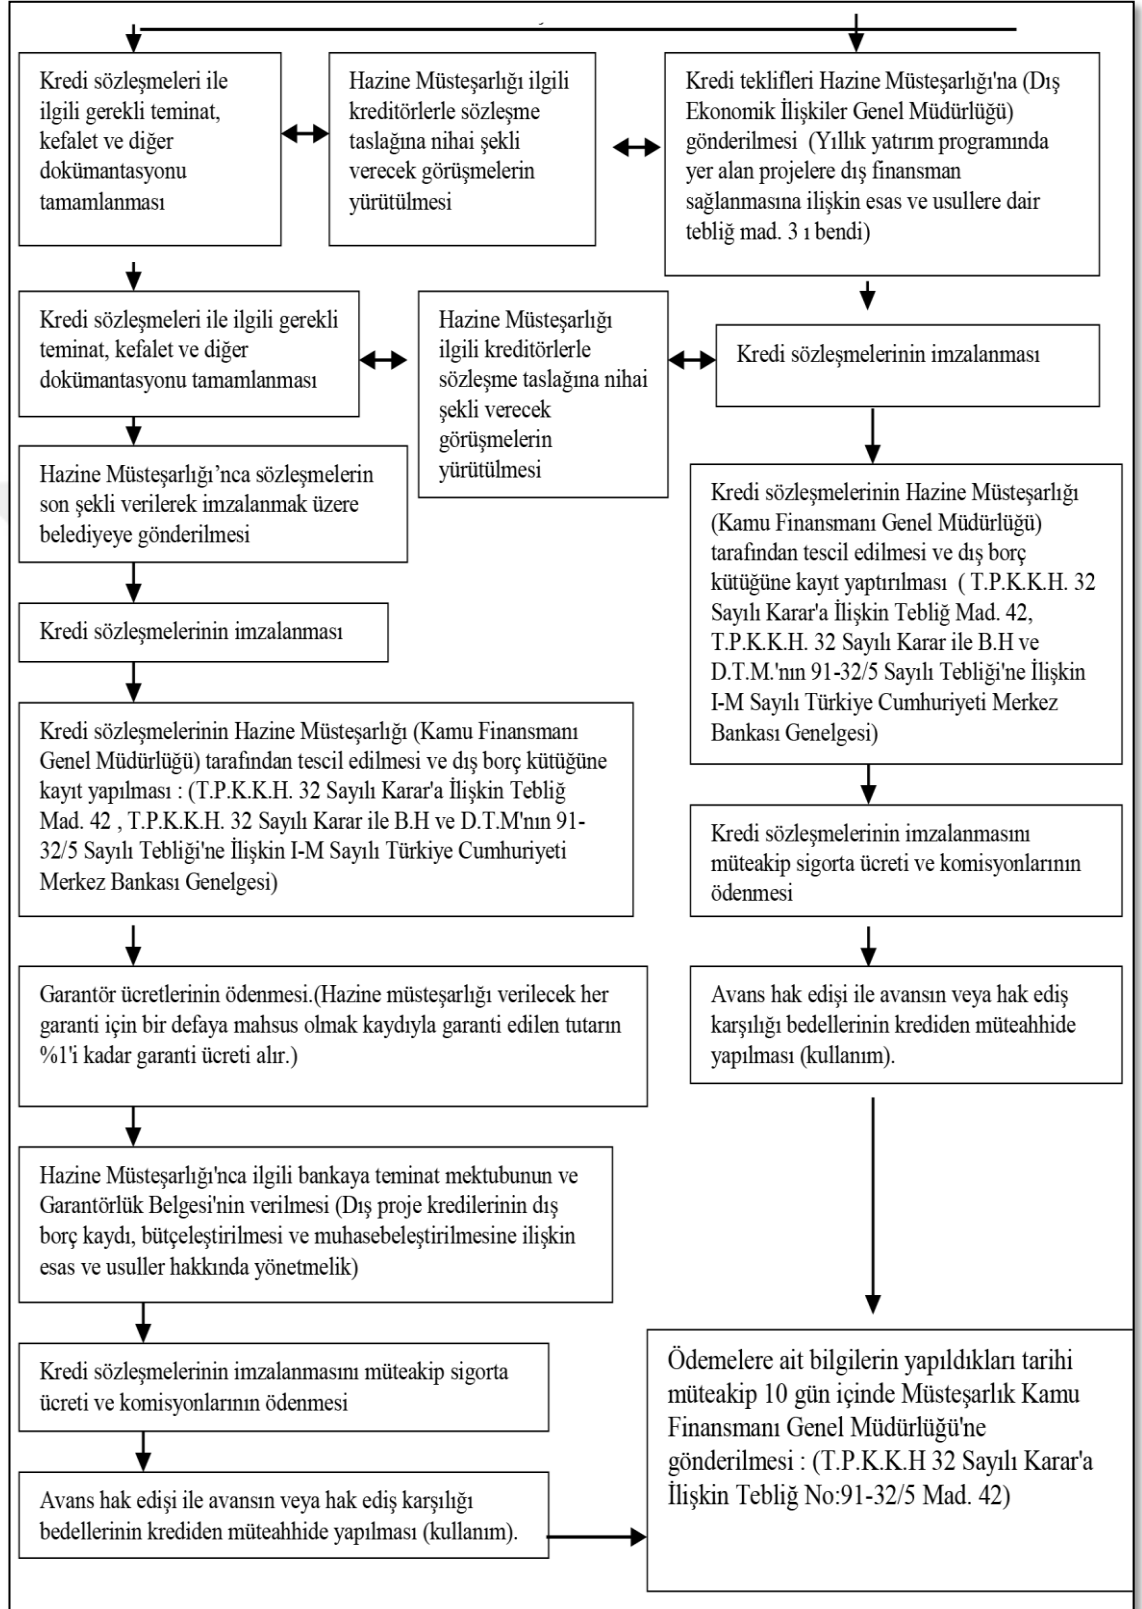 Kredi sözleşmeleri ile
ilgili gerekli teminat,
kefalet ve diğer
dokümantasyonu
tamamlanması
Hazine Müsteşarlığı ilgili
kreditörlerle sözleşme
taslağına nihai şekli
verecek görüşmelerin
yürütülmesi
Kredi teklifleri Hazine Müsteşarlığı'na (Dış
Ekonomik İlişkiler Genel Müdürlüğü)
gönderilmesi (Yıllık yatırım programında
yer alan projelere dış finansman
sağlanmasına ilişkin esas ve usullere dair
tebliğ mad. 3 ı bendi)
Kredi sözleşmeleri ile ilgili gerekli
teminat, kefalet ve diğer
dokümantasyonu tamamlanması
Hazine Müsteşarlığı
ilgili kreditörlerle
sözleşme taslağına nihai
şekli verecek
görüşmelerin
yürütülmesi
Kredi sözleşmelerinin imzalanması
Hazine Müsteşarlığı’nca sözleşmelerin
son şekli verilerek imzalanmak üzere
belediyeye gönderilmesi
Kredi sözleşmelerinin Hazine Müsteşarlığı
(Kamu Finansmanı Genel Müdürlüğü)
tarafından tescil edilmesi ve dış borç
kütüğüne kayıt yaptırılması ( T.P.K.K.H. 32
Sayılı Karar'a İlişkin Tebliğ Mad. 42,
T.P.K.K.H. 32 Sayılı Karar ile B.H ve
D.T.M.'nın 91-32/5 Sayılı Tebliği'ne İlişkin
I-M Sayılı Türkiye Cumhuriyeti Merkez
Bankası Genelgesi)
Kredi sözleşmelerinin imzalanması
Kredi sözleşmelerinin Hazine Müsteşarlığı (Kamu Finansmanı
Genel Müdürlüğü) tarafından tescil edilmesi ve dış borç kütüğüne
kayıt yapılması : (T.P.K.K.H. 32 Sayılı Karar'a İlişkin Tebliğ
Mad. 42 , T.P.K.K.H. 32 Sayılı Karar ile B.H ve D.T.M'nın 91-
32/5 Sayılı Tebliği'ne İlişkin I-M Sayılı Türkiye Cumhuriyeti
Merkez Bankası Genelgesi)
Kredi sözleşmelerinin imzalanmasını
müteakip sigorta ücreti ve komisyonlarının
ödenmesi
Garantör ücretlerinin ödenmesi.(Hazine müsteşarlığı verilecek her
garanti için bir defaya mahsus olmak kaydıyla garanti edilen tutarın
%1'i kadar garanti ücreti alır.)
Avans hak edişi ile avansın veya hak ediş
karşılığı bedellerinin krediden müteahhide
yapılması (kullanım).
Hazine Müsteşarlığı'nca ilgili bankaya teminat mektubunun ve
Garantörlük Belgesi'nin verilmesi (Dış proje kredilerinin dış
borç kaydı, bütçeleştirilmesi ve muhasebeleştirilmesine ilişkin
esas ve usuller hakkında yönetmelik)
Kredi sözleşmelerinin imzalanmasını müteakip sigorta
ücreti ve komisyonlarının ödenmesi
Ödemelere ait bilgilerin yapıldıkları tarihi
müteakip 10 gün içinde Müsteşarlık Kamu
Finansmanı Genel Müdürlüğü'ne
gönderilmesi : (T.P.K.K.H 32 Sayılı Karar'a
İlişkin Tebliğ No:91-32/5 Mad. 42)
Avans hak edişi ile avansın veya hak ediş karşılığı
bedellerinin krediden müteahhide yapılması (kullanım).